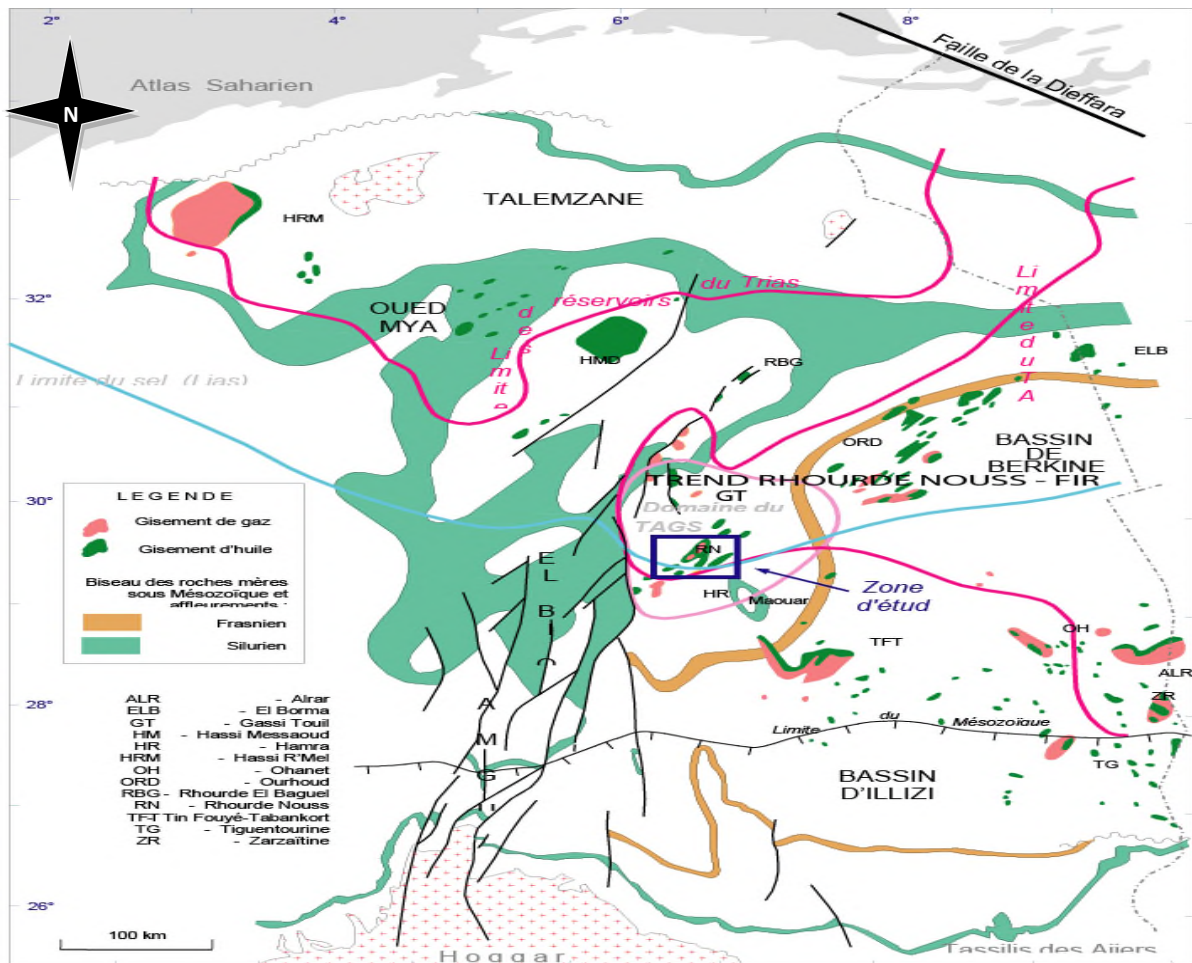 2°
4°
6°
8°
Faille de la Dieffara
Atlas Saharien
N
TALEMZANE
HRM
32°
OUED
MYA
Limite
des
réservoirs
du Trias
HMD
RBG
Limite du TA
ELB
Limite du sel (Lias)
ORD
BASSIN
DE
BERKINE
30°
TREND RHOURDE NOUSS - FIR
GT
Domaine du
TAGS
RN
Zone
d'étud
HR
Maouar
LEGENDE
Gisement de gaz
Gisement d'huile
Biseau des roches mères
sous Mésozoïque et
affleurements :
Frasnien
Silurien
EL BIO
AMG
TFT
OH
ALR
ZR
28°
Limite du Mésozoïque
TG
BASSIN
D'ILLIZI
ALR - Alrar
ELB - El Borma
GT - Gassi Touil
HM - Hassi Messaoud
HR - Hamra
HRM - Hassi R'Mel
OH - Ohanet
ORD - Ourhoud
RBG - Rhourde El Baguel
RN - Rhourde Nouss
TFT - Tin Fouyé-Tabankort
TG - Tiguentourine
ZR - Zarzaïtine
26°
100 km
Hoggar
Tassilis des Ajjers